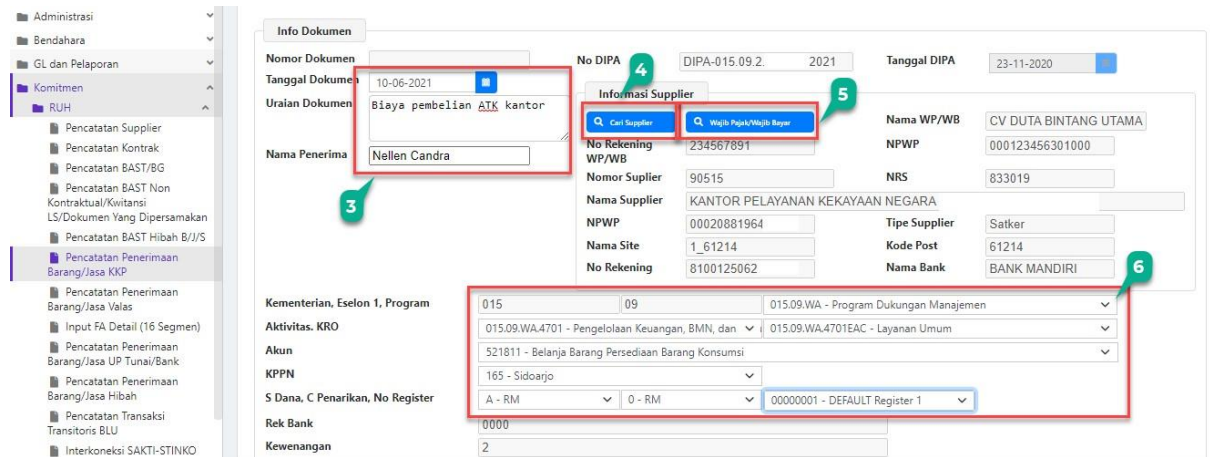 Administrasi
Bendahara
GL dan Pelaporan
Komitmen
RUH
Pencatatan Supplier
Pencatatan Kontrak
Pencatatan BAST/BG
Pencatatan BAST Non
Kontraktual/Kwitansi
LS/Dokumen Yang Dipersamakan
Pencatatan BAST Hibah B/J/S
Pencatatan Penerimaan
Barang/Jasa KKP
Pencatatan Penerimaan
Barang/Jasa Valas
Input FA Detail (16 Segmen)
Pencatatan Penerimaan
Barang/Jasa UP Tunai/Bank
Pencatatan Penerimaan
Barang/Jasa Hibah
Pencatatan Transaksi
Transitoris BLU
Interkoneksi SAKTI-STINKO
Info Dokumen
Nomor Dokumen
Tanggal Dokumen 10-06-2021
Uraian Dokumen Biaya pembelian ATK kantor
Nama Penerima Nellen Candra
3
No DIPA DIPA-015.09.2. 2021 Tanggal DIPA 23-11-2020
4
Informasi Supplier
5
Cari Supplier Wajib Pajak/Wajib Bayar Nama WP/WB CV DUTA BINTANG UTAMA
No Rekening
WP/WB 234567891 NPWP 000123456301000
Nomor Suplier 90515 NRS 833019
Nama Supplier KANTOR PELAYANAN KEKAYAAN NEGARA
NPWP 00020881964 Tipe Supplier Satker
Nama Site 1_61214 Kode Post 61214
No Rekening 8100125062 Nama Bank BANK MANDIRI
6
Kementerian, Eselon 1, Program 015 09 015.09.WA - Program Dukungan Manajemen
Aktivitas. KRO 015.09.WA.4701 - Pengelolaan Keuangan, BMN, dan 015.09.WA.4701EAC - Layanan Umum
Akun 521811 - Belanja Barang Persediaan Barang Konsumsi
KPPN 165 - Sidoarjo
S Dana, C Penarikan, No Register A - RM 0 - RM 00000001 - DEFAULT Register 1
Rek Bank 0000
Kewenangan 2